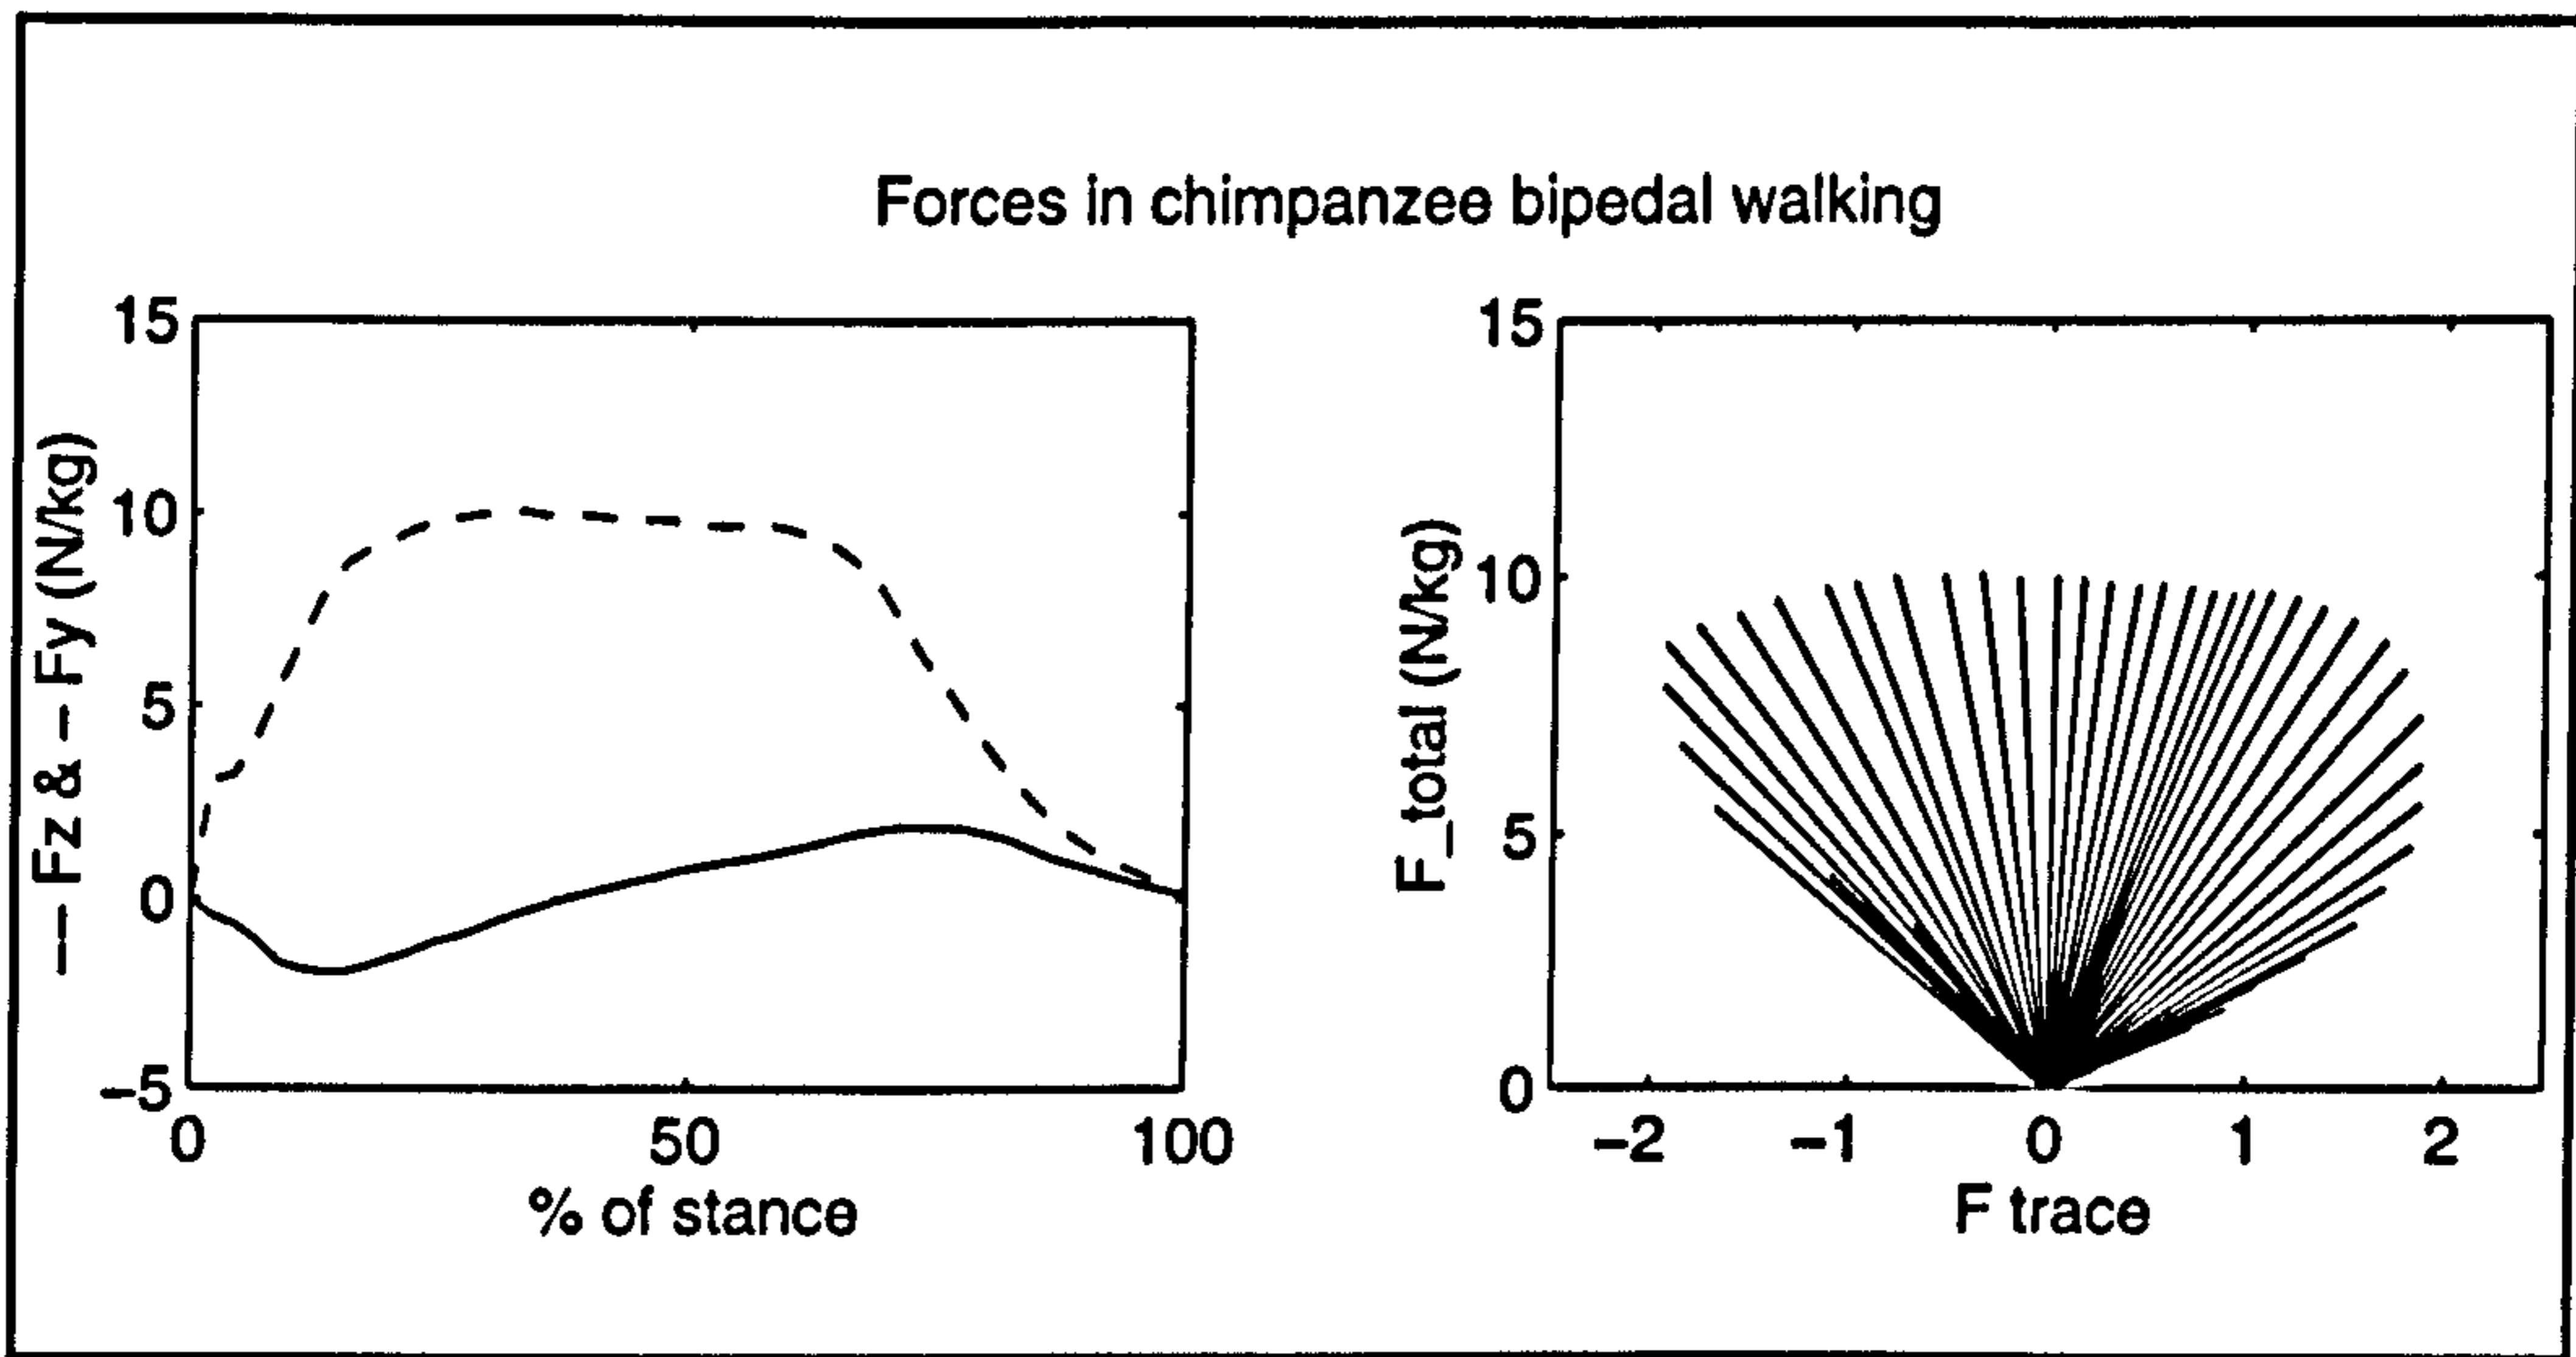 Forces in chimpanzee bipedal walking
-- Fz & - Fy (N/kg)
15
10
5
0
-5
0 50 100
% of stance
F_total (N/kg)
15
10
5
0
-2 -1 0 1 2
F trace